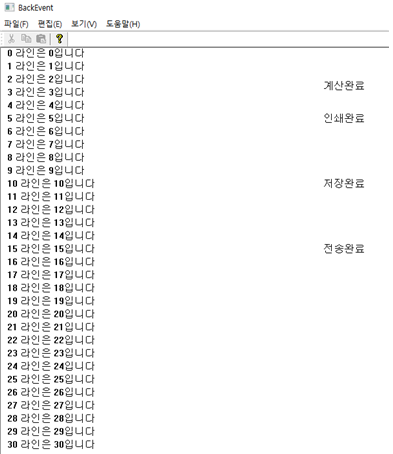 BackEvent
파일(F) 편집(E) 보기(V) 도움말(H)
0 라인은 0입니다
1 라인은 1입니다
2 라인은 2입니다
계산완료
3 라인은 3입니다
4 라인은 4입니다
5 라인은 5입니다 인쇄완료
6 라인은 6입니다
7 라인은 7입니다
8 라인은 8입니다
9 라인은 9입니다
10 라인은 10입니다 저장완료
11 라인은 11입니다
12 라인은 12입니다
13 라인은 13입니다
14 라인은 14입니다
15 라인은 15입니다 전송완료
16 라인은 16입니다
17 라인은 17입니다
18 라인은 18입니다
19 라인은 19입니다
20 라인은 20입니다
21 라인은 21입니다
22 라인은 22입니다
23 라인은 23입니다
24 라인은 24입니다
25 라인은 25입니다
26 라인은 26입니다
27 라인은 27입니다
28 라인은 28입니다
29 라인은 29입니다
30 라인은 30입니다